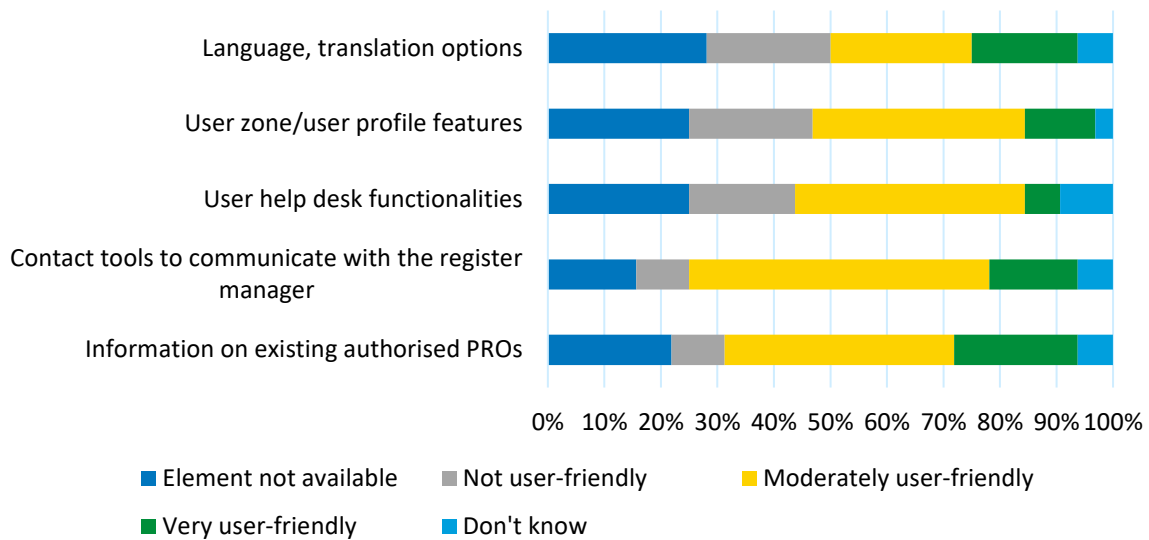 Language, translation options
User zone/user profile features
User help desk functionalities
Contact tools to communicate with the register
manager
Information on existing authorised PROs
0% 10% 20% 30% 40% 50% 60% 70% 80% 90% 100%
Element not available Not user-friendly Moderately user-friendly
Very user-friendly Don't know